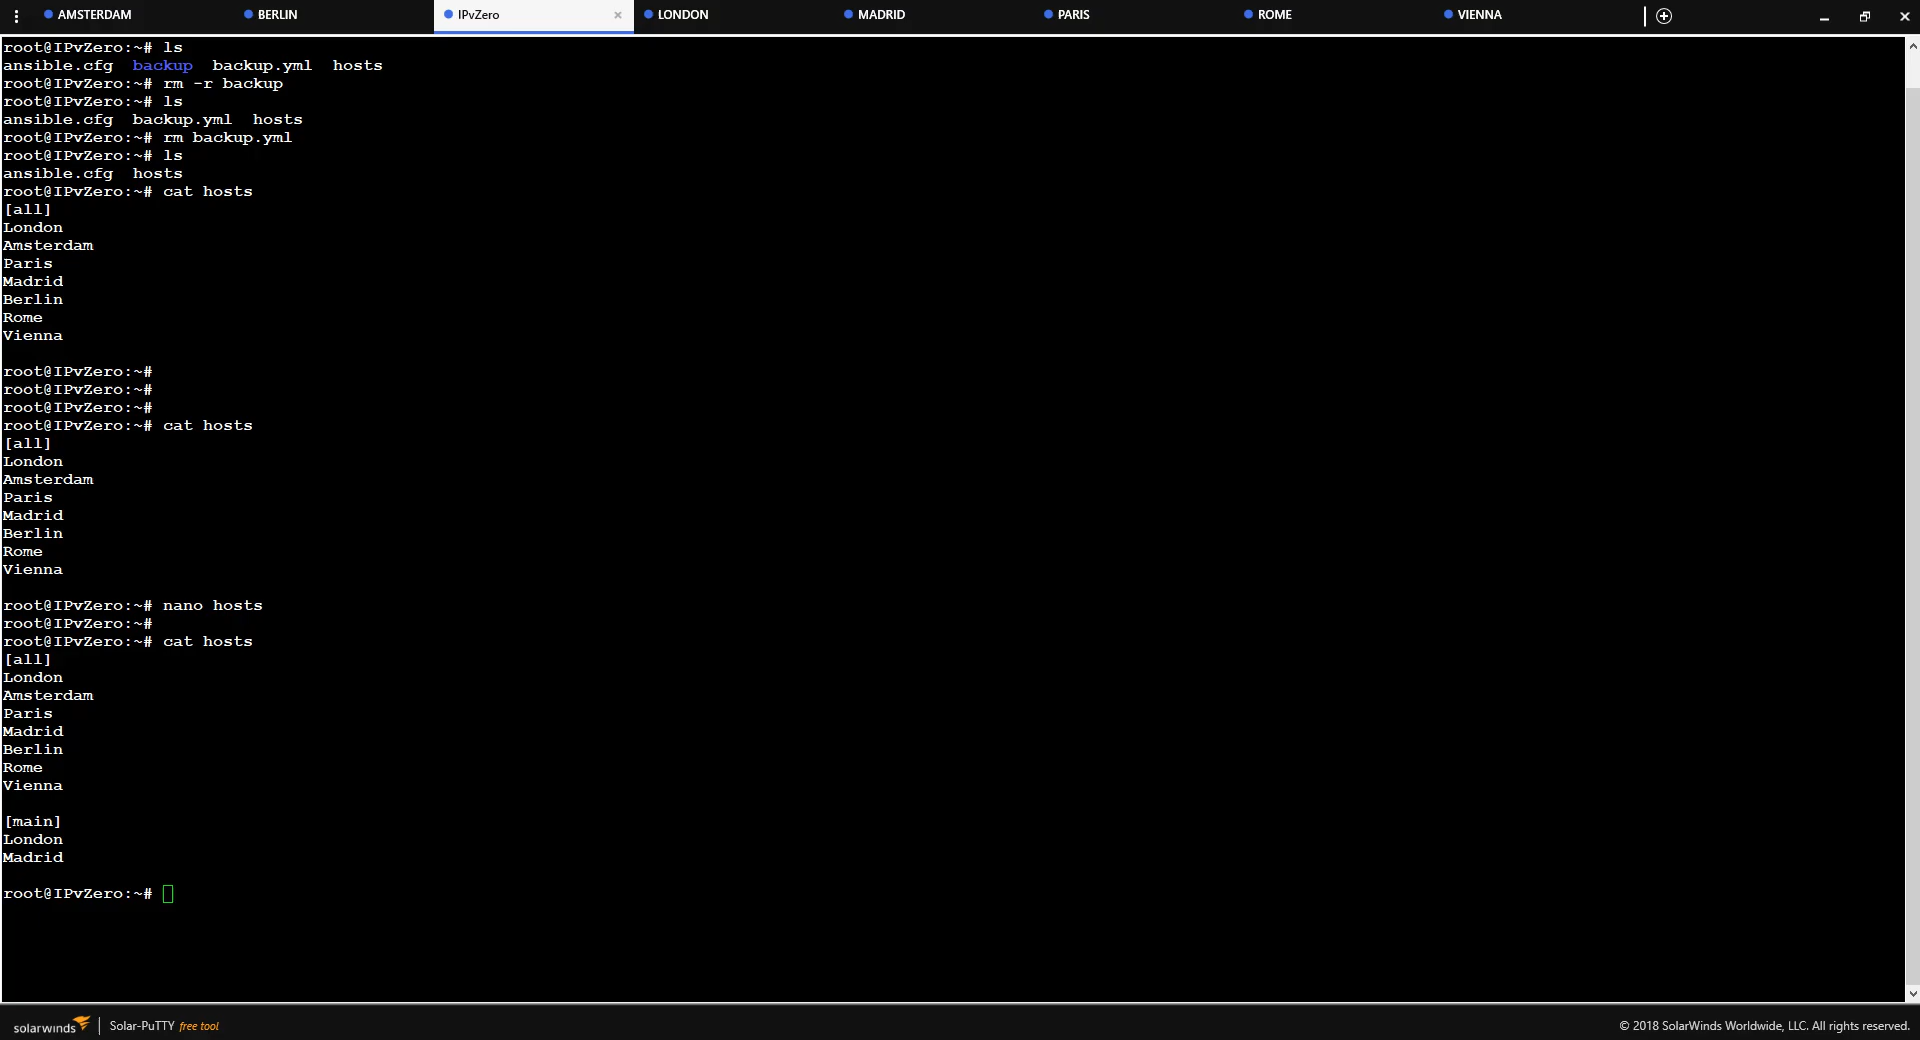 AMSTERDAM BERLIN IPvZero LONDON MADRID PARIS ROME VIENNA
root@IPvZero:~# ls
ansible.cfg  backup  backup.yml  hosts
root@IPvZero:~# rm -r backup
root@IPvZero:~# ls
ansible.cfg  backup.yml  hosts
root@IPvZero:~# rm backup.yml
root@IPvZero:~# ls
ansible.cfg  hosts
root@IPvZero:~# cat hosts
[all]
London
Amsterdam
Paris
Madrid
Berlin
Rome
Vienna
root@IPvZero:~#
root@IPvZero:~#
root@IPvZero:~#
root@IPvZero:~# cat hosts
[all]
London
Amsterdam
Paris
Madrid
Berlin
Rome
Vienna
root@IPvZero:~# nano hosts
root@IPvZero:~#
root@IPvZero:~# cat hosts
[all]
London
Amsterdam
Paris
Madrid
Berlin
Rome
Vienna
[main]
London
Madrid
root@IPvZero:~#
solarwinds | Solar-PuTTY free tool © 2018 SolarWinds Worldwide, LLC. All rights reserved.